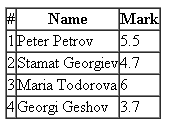 # Name Mark
1 Peter Petrov 5.5
2 Stamat Georgiev 4.7
3 Maria Todorova 6
4 Georgi Geshov 3.7